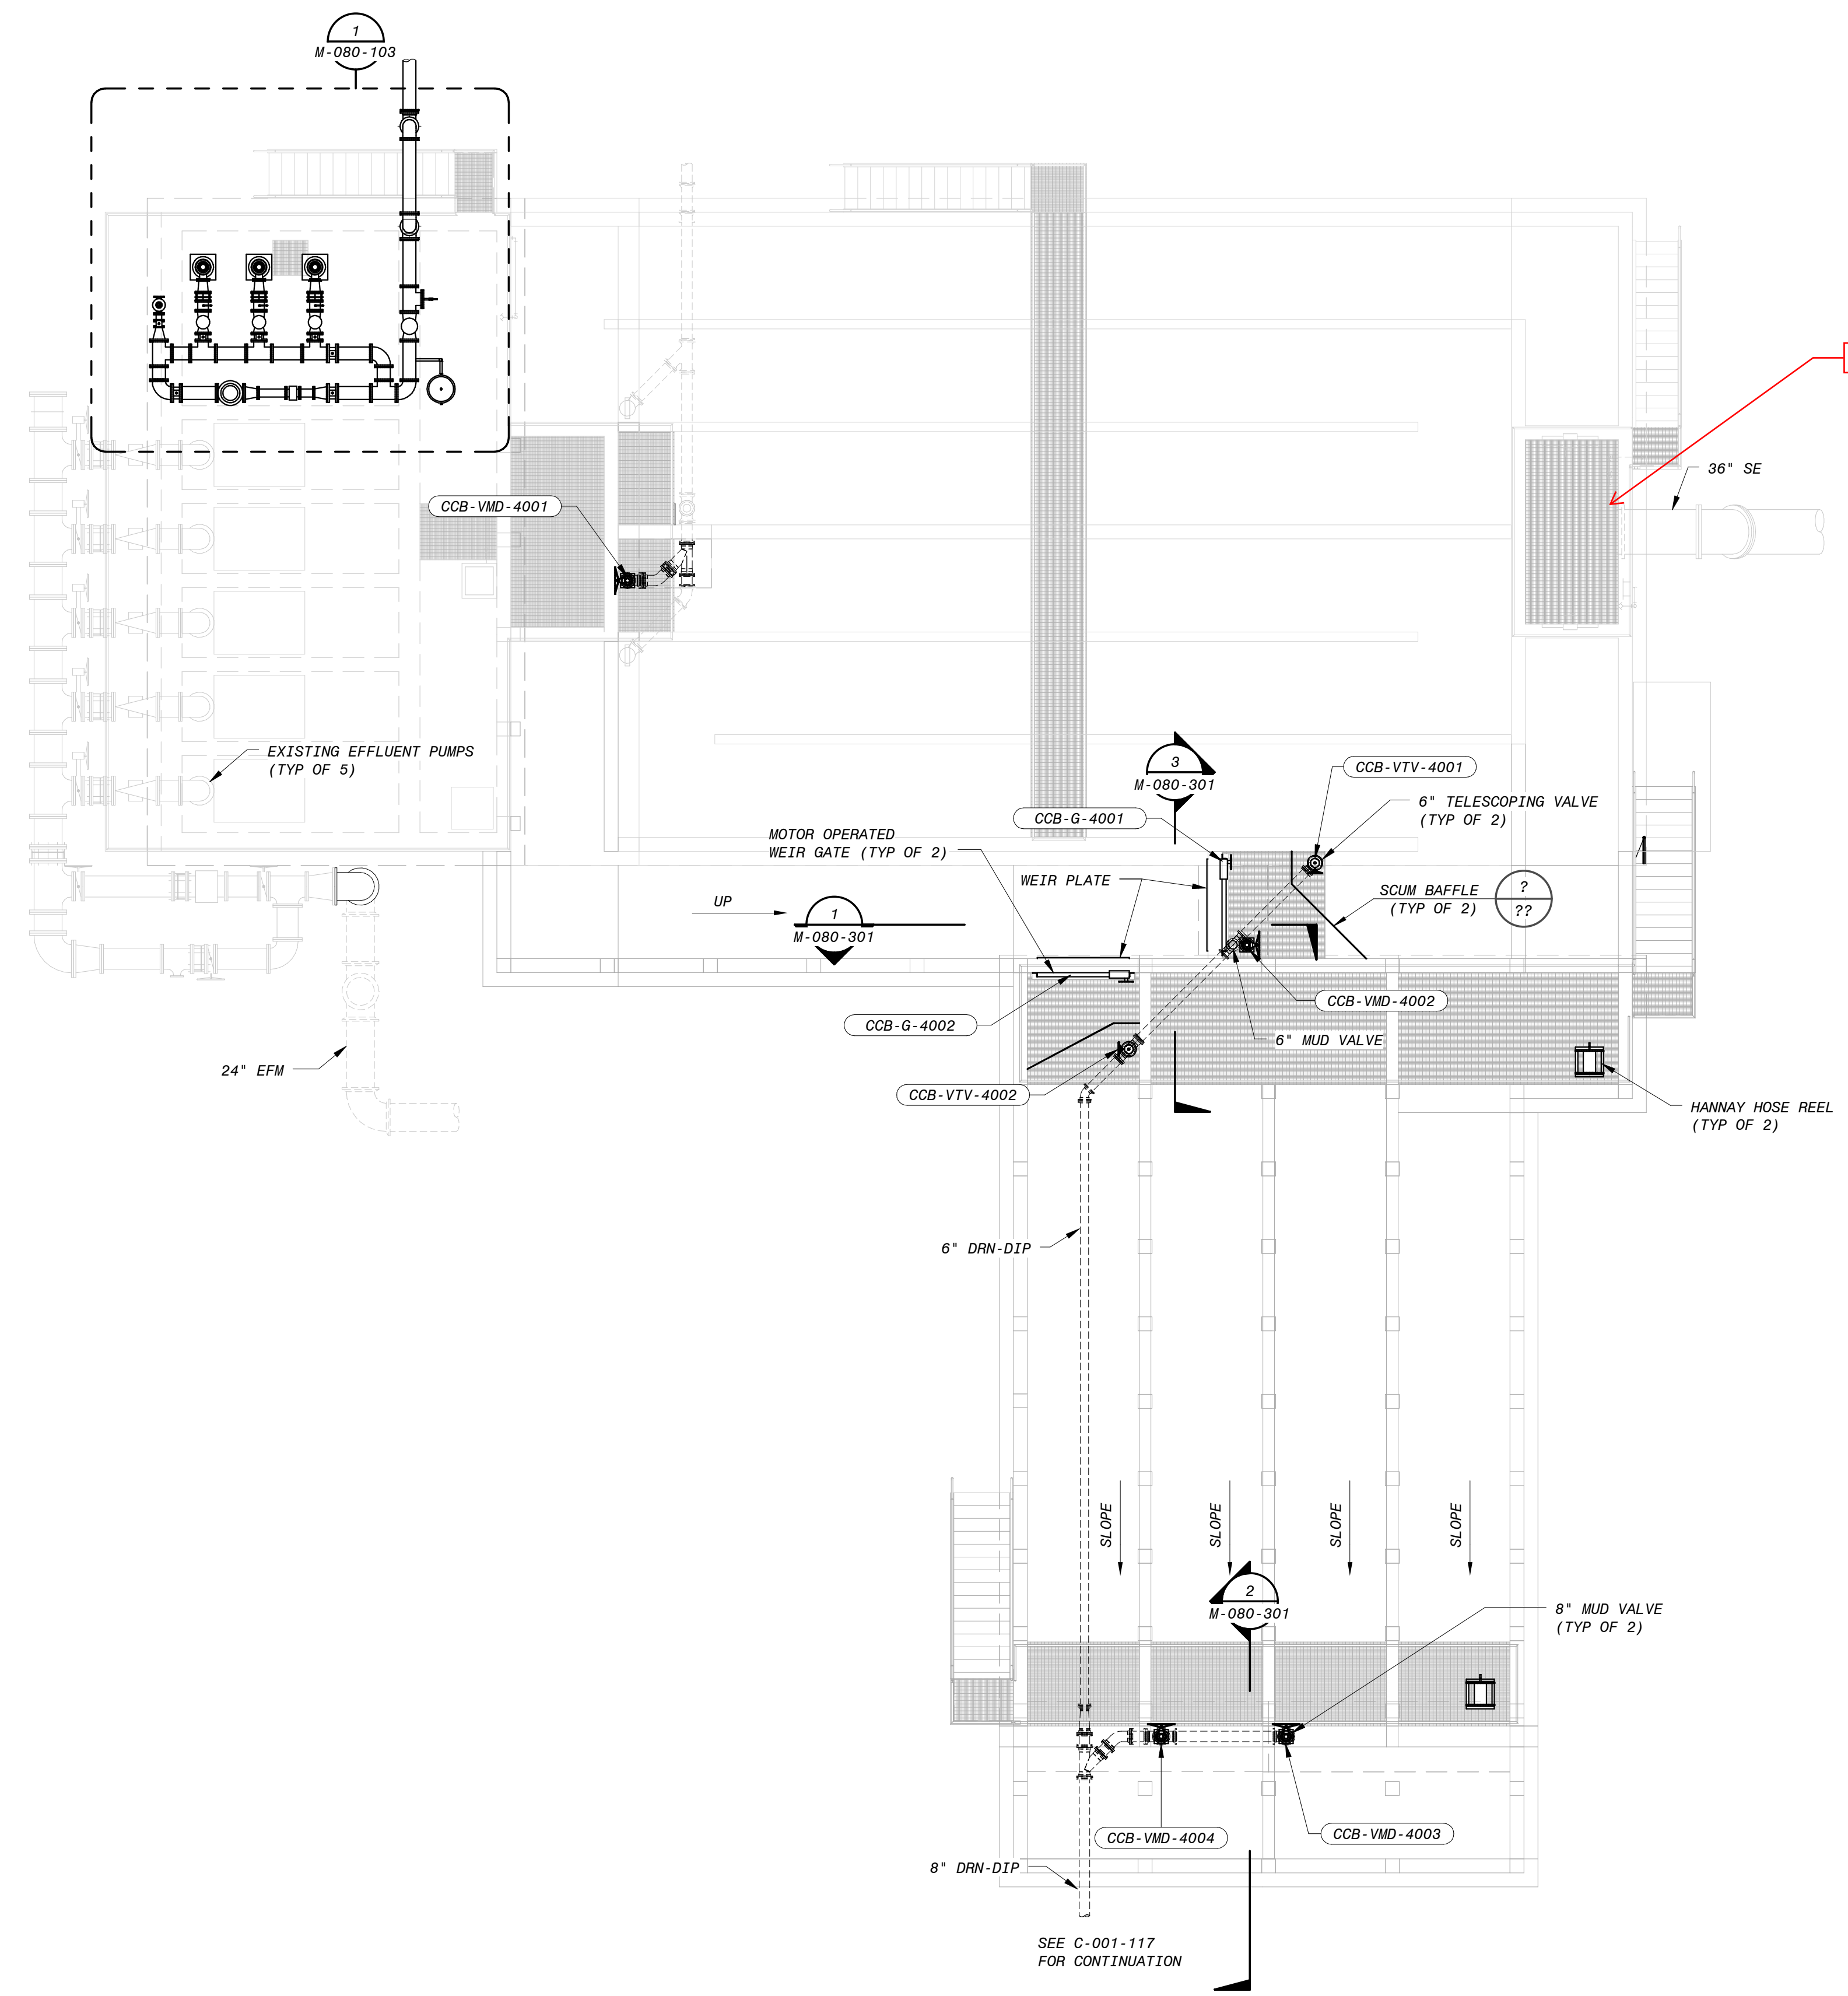 1
M-080-103
CCB-VMD-4001
36" SE
EXISTING EFFLUENT PUMPS
(TYP OF 5)
3
M-080-301
CCB-VTV-4001
6" TELESCOPING VALVE
(TYP OF 2)
CCB-G-4001
MOTOR OPERATED
WEIR GATE (TYP OF 2)
WEIR PLATE
SCUM BAFFLE
(TYP OF 2)
?
??
UP
1
M-080-301
CCB-VMD-4002
CCB-G-4002
6" MUD VALVE
24" EFM
CCB-VTV-4002
HANNAY HOSE REEL
(TYP OF 2)
6" DRN-DIP
SLOPE
SLOPE
SLOPE
SLOPE
2
M-080-301
8" MUD VALVE
(TYP OF 2)
CCB-VMD-4004
CCB-VMD-4003
8" DRN-DIP
SEE C-001-117
FOR CONTINUATION